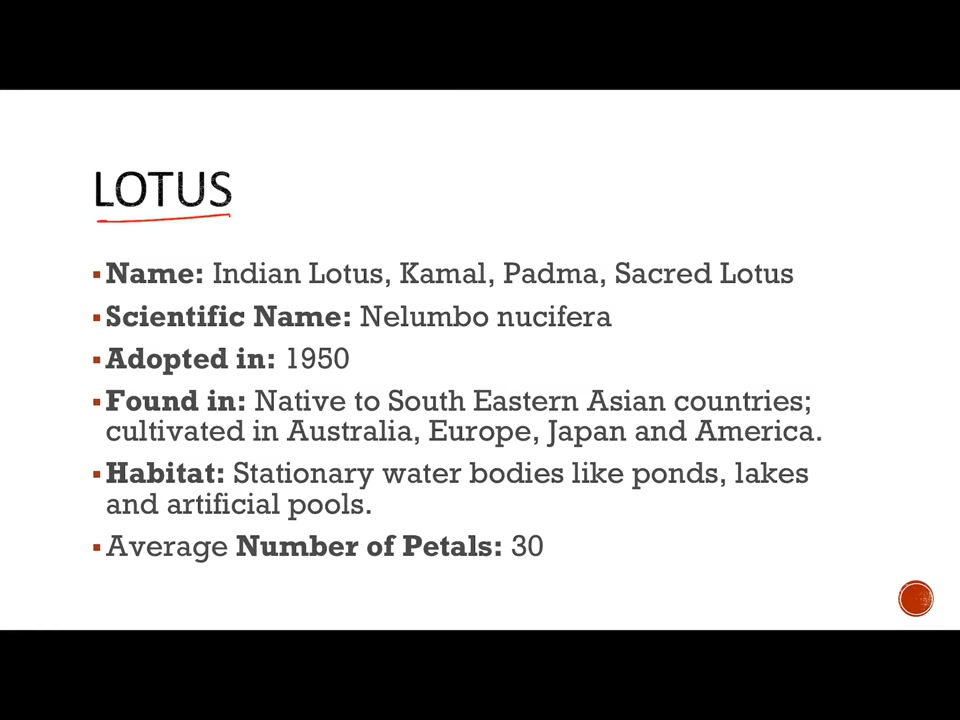 LOTUS
▪ Name: Indian Lotus, Kamal, Padma, Sacred Lotus
▪ Scientific Name: Nelumbo nucifera
▪ Adopted in: 1950
▪ Found in: Native to South Eastern Asian countries;
cultivated in Australia, Europe, Japan and America.
▪ Habitat: Stationary water bodies like ponds, lakes
and artificial pools.
▪ Average Number of Petals: 30